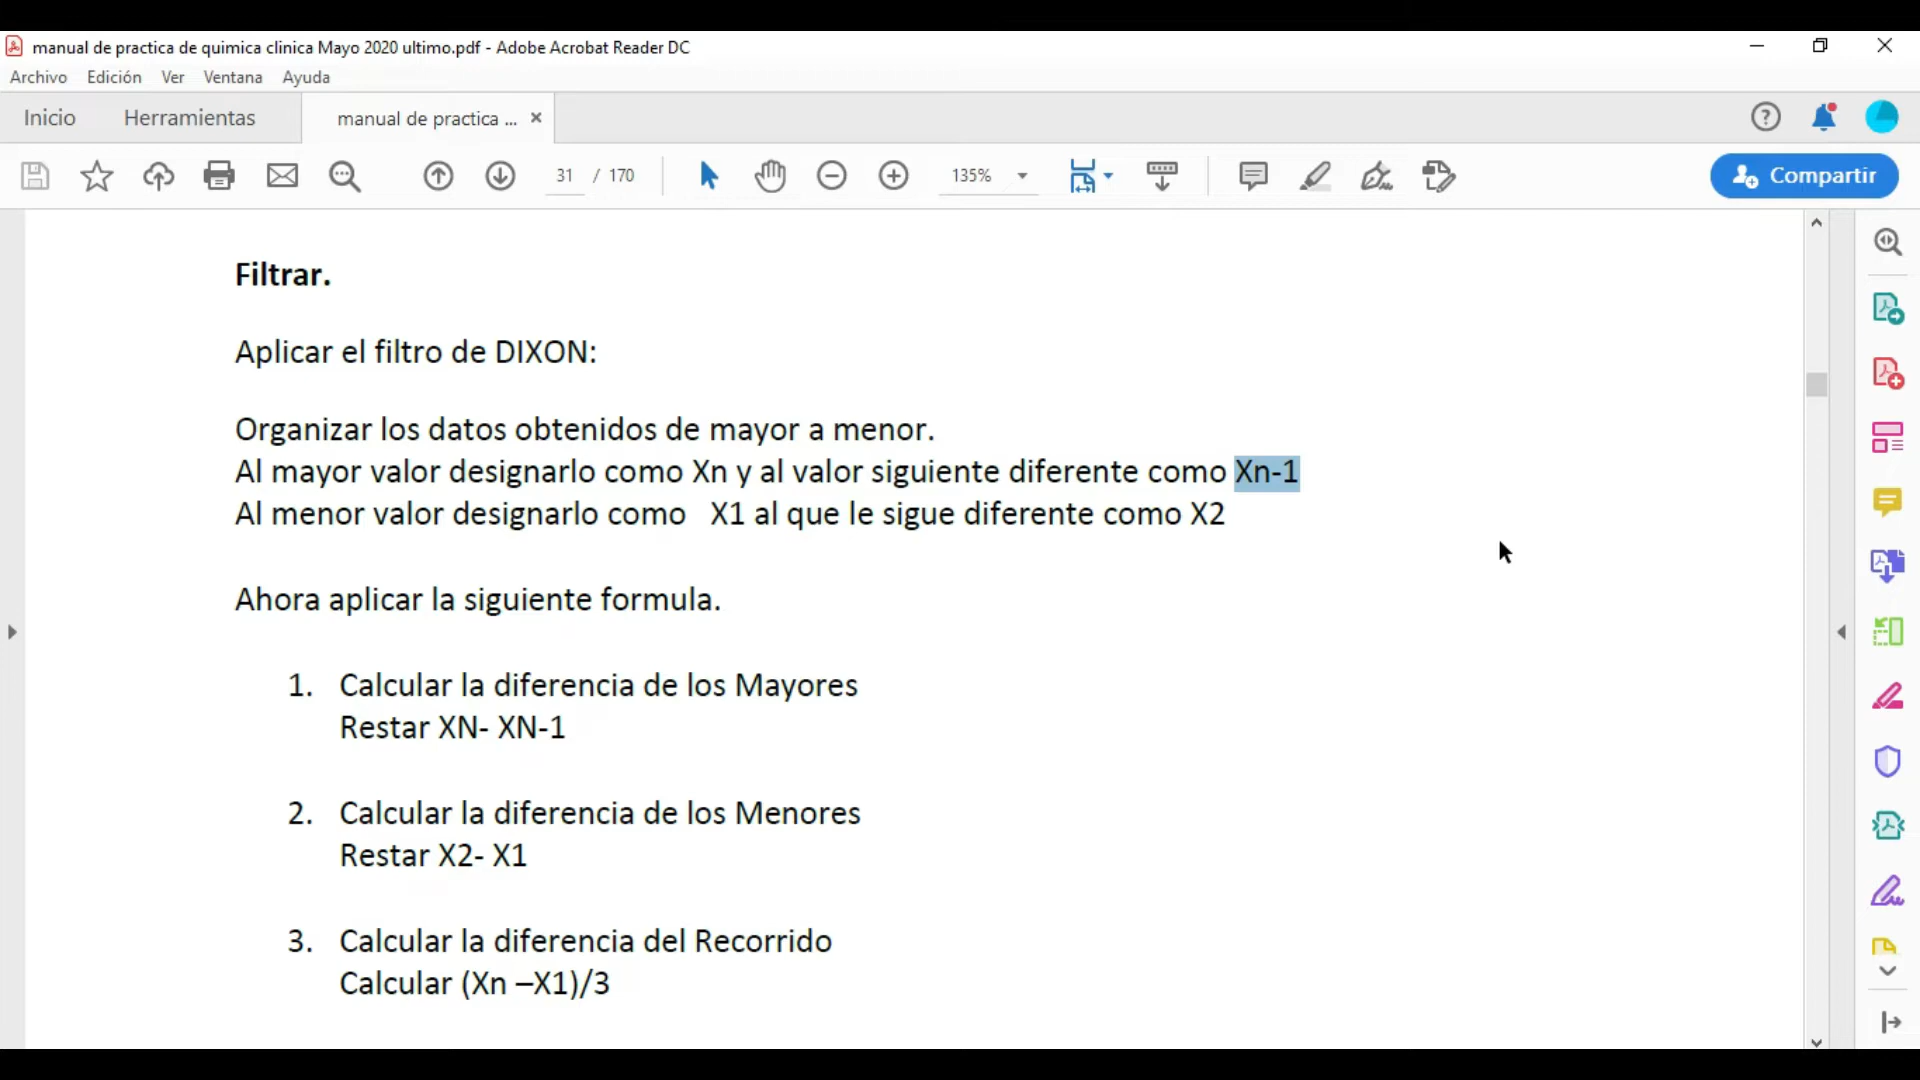 manual de practica de quimica clinica Mayo 2020 ultimo.pdf - Adobe Acrobat Reader DC
Archivo Edición Ver Ventana Ayuda
Inicio Herramientas manual de practica ... ×
31 / 170 135% Compartir
Filtrar.
Aplicar el filtro de DIXON:
Organizar los datos obtenidos de mayor a menor.
Al mayor valor designarlo como Xn y al valor siguiente diferente como Xn-1
Al menor valor designarlo como X1 al que le sigue diferente como X2
Ahora aplicar la siguiente formula.
1. Calcular la diferencia de los Mayores
Restar XN- XN-1
2. Calcular la diferencia de los Menores
Restar X2- X1
3. Calcular la diferencia del Recorrido
Calcular (Xn –X1)/3